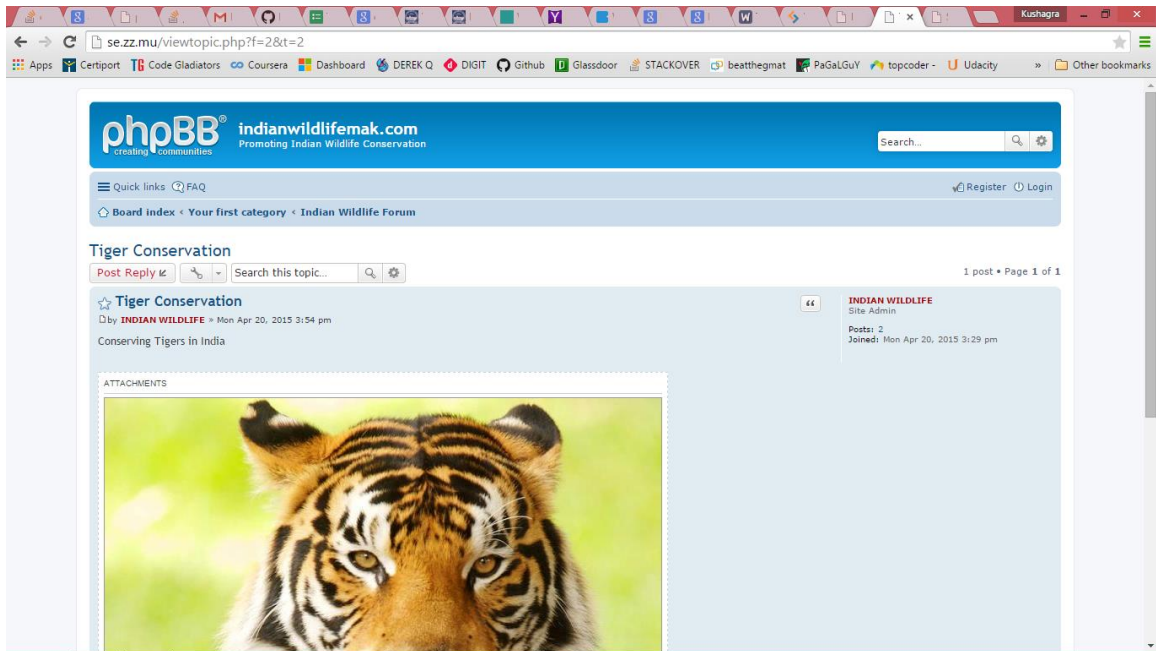 Kushagra
se.zz.mu/viewtopic.php?f=2&t=2
Apps Certiport Code Gladiators Coursera Dashboard DEREK Q DIGIT Github Glassdoor STACKOVER beatthegmat PaGaLGuY topcoder - Udacity » Other bookmarks
phpBB® indianwildlifemak.com
creating communities Promoting Indian Wildlife Conservation
Search...
Quick links FAQ Register Login
Board index ‹ Your first category ‹ Indian Wildlife Forum
Tiger Conservation
Post Reply Search this topic... 1 post • Page 1 of 1
Tiger Conservation
by INDIAN WILDLIFE » Mon Apr 20, 2015 3:54 pm
Conserving Tigers in India
INDIAN WILDLIFE
Site Admin
Posts: 2
Joined: Mon Apr 20, 2015 3:29 pm
ATTACHMENTS